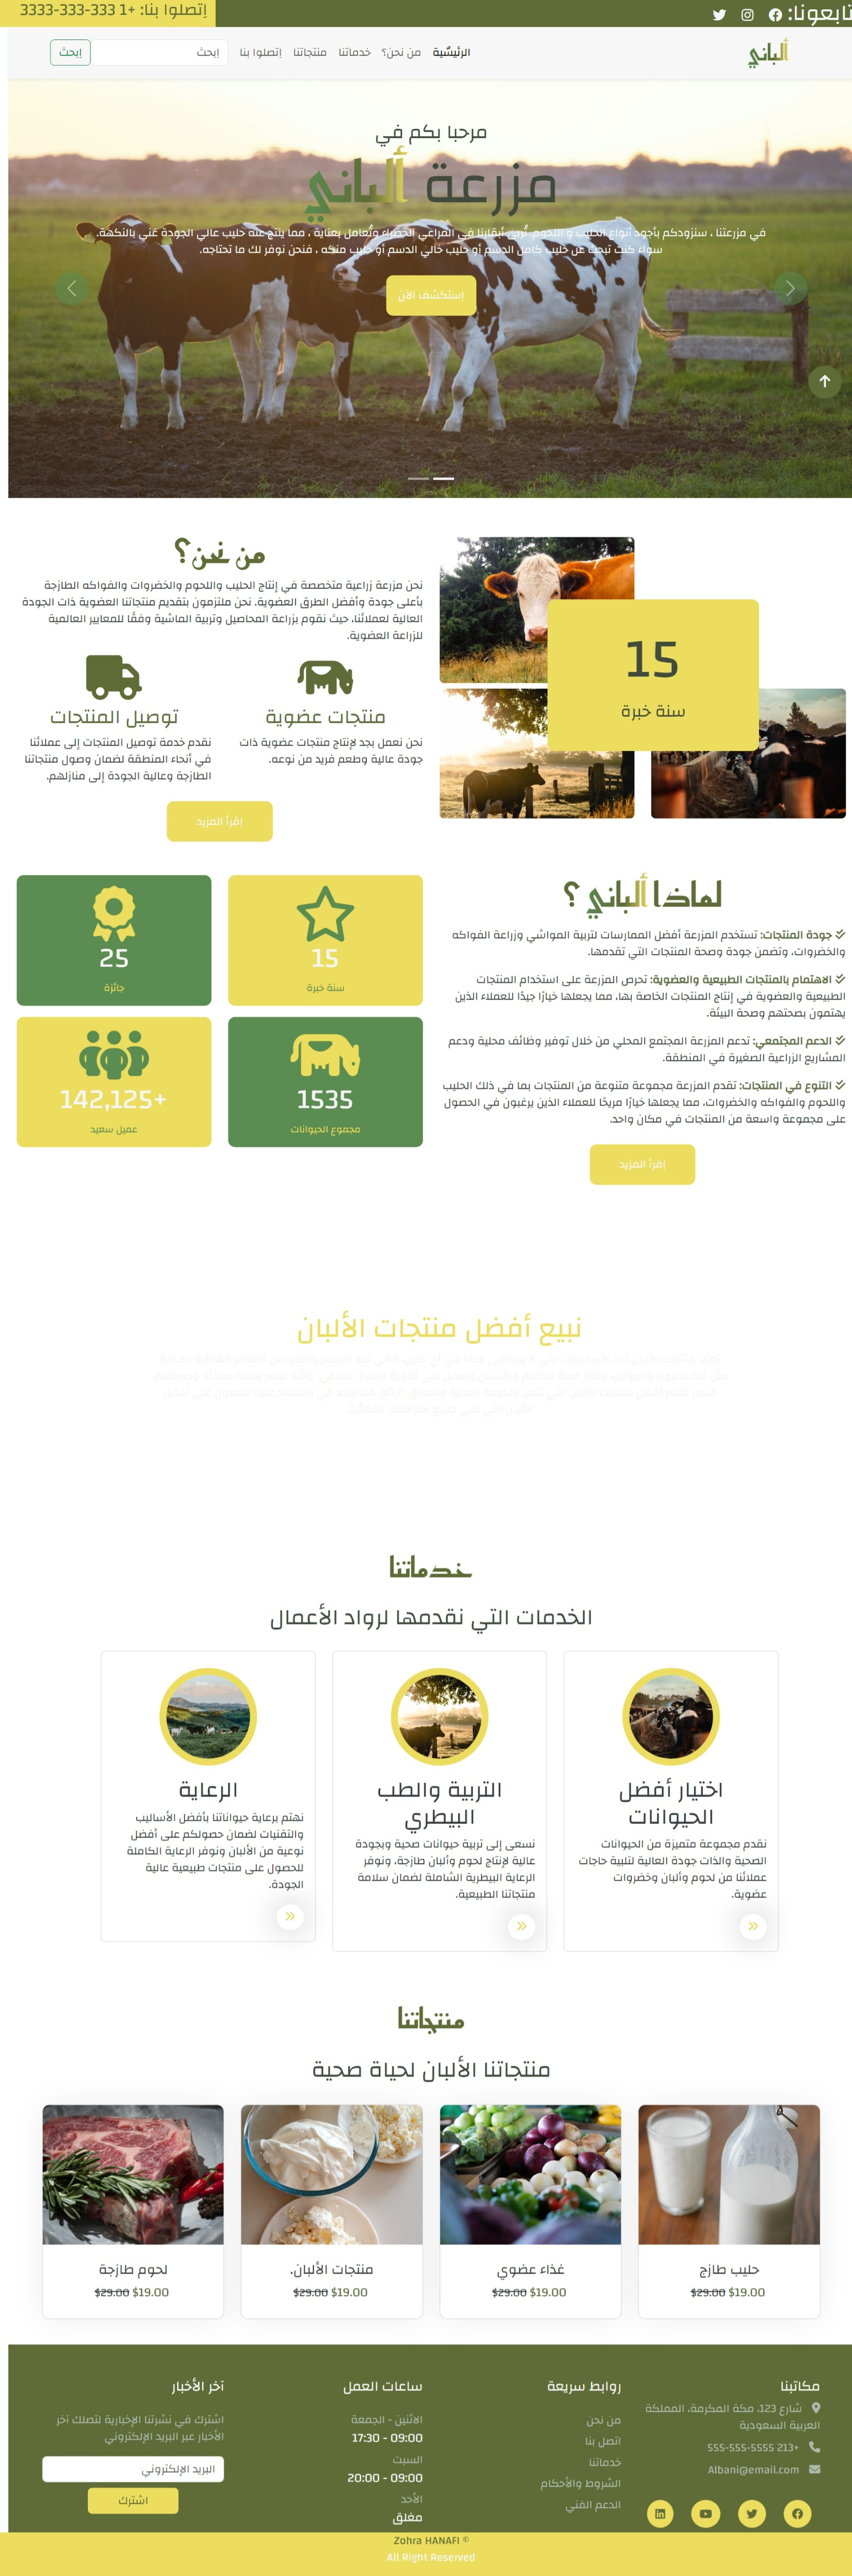 تابعونا:
إتصلوا بنا: +1 333-333-3333
ألباني
الرئيسية
من نحن؟
خدماتنا
منتجاتنا
إتصلوا بنا
إبحث
إبحث
مرحبا بكم في
مزرعة ألباني
في مزرعتنا ، سنزودكم بأجود أنواع الحليب و اللحوم. تُربى أبقارنا في المراعي الخضراء وتُعامل بعناية ، مما ينتج عنه حليب عالي الجودة غني بالنكهة.
سواء كنت تبحث عن حليب كامل الدسم أو حليب خالي الدسم أو حليب منكه ، فنحن نوفر لك ما تحتاجه.
إستكشف الآن
15
سنة خبرة
من نحن؟
نحن مزرعة زراعية متخصصة في إنتاج الحليب واللحوم والخضروات والفواكه الطازجة
بأعلى جودة وأفضل الطرق العضوية. نحن ملتزمون بتقديم منتجاتنا العضوية ذات الجودة
العالية لعملائنا، حيث نقوم بزراعة المحاصيل وتربية الماشية وفقًا للمعايير العالمية
للزراعة العضوية.
منتجات عضوية
نحن نعمل بجد لإنتاج منتجات عضوية ذات
جودة عالية وطعم فريد من نوعه.
توصيل المنتجات
نقدم خدمة توصيل المنتجات إلى عملائنا
في أنحاء المنطقة لضمان وصول منتجاتنا
الطازجة وعالية الجودة إلى منازلهم.
إقرأ المزيد
لماذا ألباني ؟
جودة المنتجات: تستخدم المزرعة أفضل الممارسات لتربية المواشي وزراعة الفواكه
والخضروات، وتضمن جودة وصحة المنتجات التي تقدمها.
الاهتمام بالمنتجات الطبيعية والعضوية: تحرص المزرعة على استخدام المنتجات
الطبيعية والعضوية في إنتاج المنتجات الخاصة بها، مما يجعلها خيارًا جيدًا للعملاء الذين
يهتمون بصحتهم وصحة البيئة.
الدعم المجتمعي: تدعم المزرعة المجتمع المحلي من خلال توفير وظائف محلية ودعم
المشاريع الزراعية الصغيرة في المنطقة.
التنوع في المنتجات: تقدم المزرعة مجموعة متنوعة من المنتجات بما في ذلك الحليب
واللحوم والفواكه والخضروات، مما يجعلها خيارًا مريحًا للعملاء الذين يرغبون في الحصول
على مجموعة واسعة من المنتجات في مكان واحد.
إقرأ المزيد
15
سنة خبرة
25
جائزة
1535
مجموع الحيوانات
142,125+
عميل سعيد
نبيع أفضل منتجات الألبان
خدماتنا
الخدمات التي نقدمها لرواد الأعمال
اختيار أفضل
الحيوانات
نقدم مجموعة متميزة من الحيوانات
الصحية والذات جودة العالية لتلبية حاجات
عملائنا من لحوم وألبان وخضروات
عضوية.
التربية والطب
البيطري
نسعى إلى تربية حيوانات صحية وبجودة
عالية لإنتاج لحوم وألبان طازجة، ونوفر
الرعاية البيطرية الشاملة لضمان سلامة
منتجاتنا الطبيعية.
الرعاية
نهتم برعاية حيواناتنا بأفضل الأساليب
والتقنيات لضمان حصولكم على أفضل
نوعية من الألبان ونوفر الرعاية الكاملة
للحصول على منتجات طبيعية عالية
الجودة.
منتجاتنا
منتجاتنا الألبان لحياة صحية
حليب طازج
$19.00 $29.00
غذاء عضوي
$19.00 $29.00
منتجات الألبان.
$19.00 $29.00
لحوم طازجة
$19.00 $29.00
مكاتبنا
شارع 123، مكة المكرمة، المملكة
العربية السعودية
+213 555-555-5555
Albani@email.com
روابط سريعة
من نحن
اتصل بنا
خدماتنا
الشروط والأحكام
الدعم الفني
ساعات العمل
الاثنين - الجمعة
09:00 - 17:30
السبت
09:00 - 20:00
الأحد
مغلق
آخر الأخبار
اشترك في نشرتنا الإخبارية لتصلك آخر
الأخبار عبر البريد الإلكتروني
البريد الإلكتروني
اشترك
© Zohra HANAFI
All Right Reserved